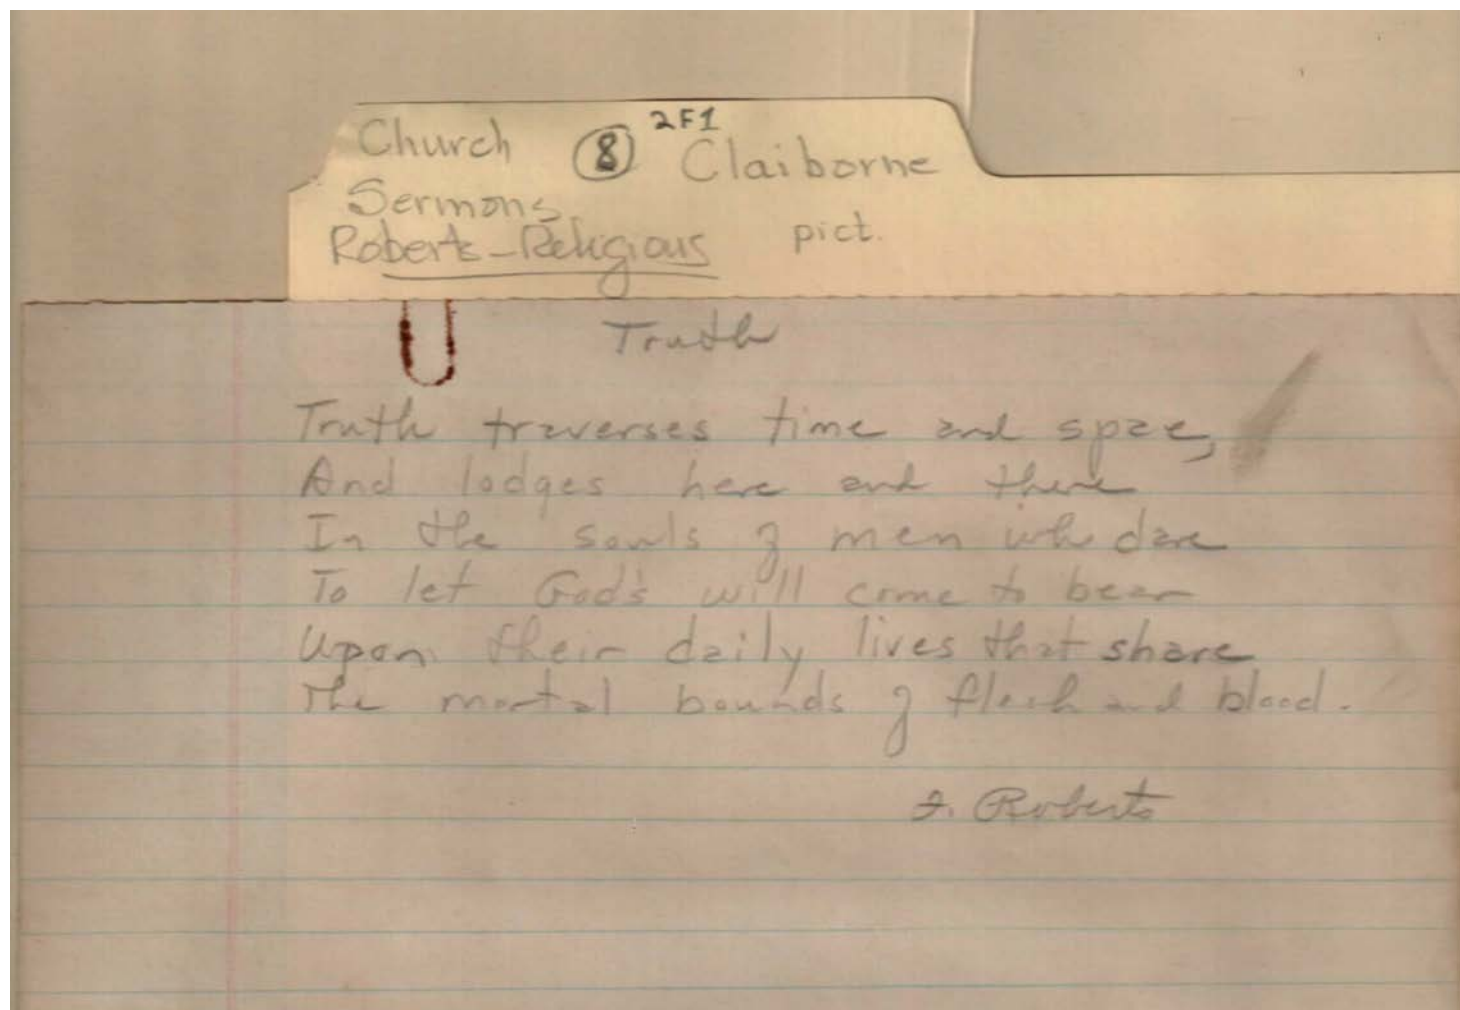 2F1
Church 8 Claiborne
Sermons
Roberts-Religious pict.
Truth
Truth traverses time and space,
And lodges here and there
In the souls of men who dare
To let God's will come to bear
Upon their daily lives that share
The mortal bounds of flesh and blood.
Roberts